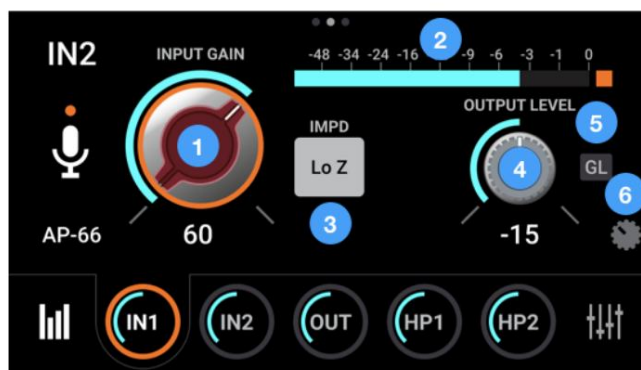 IN2
INPUT GAIN
-48 -34 -24 -16 -9 -6 -3 -1 0
2
1
IMPD
Lo Z
3
OUTPUT LEVEL
5
4
GL
6
AP-66
60
-15
IN1 IN2 OUT HP1 HP2